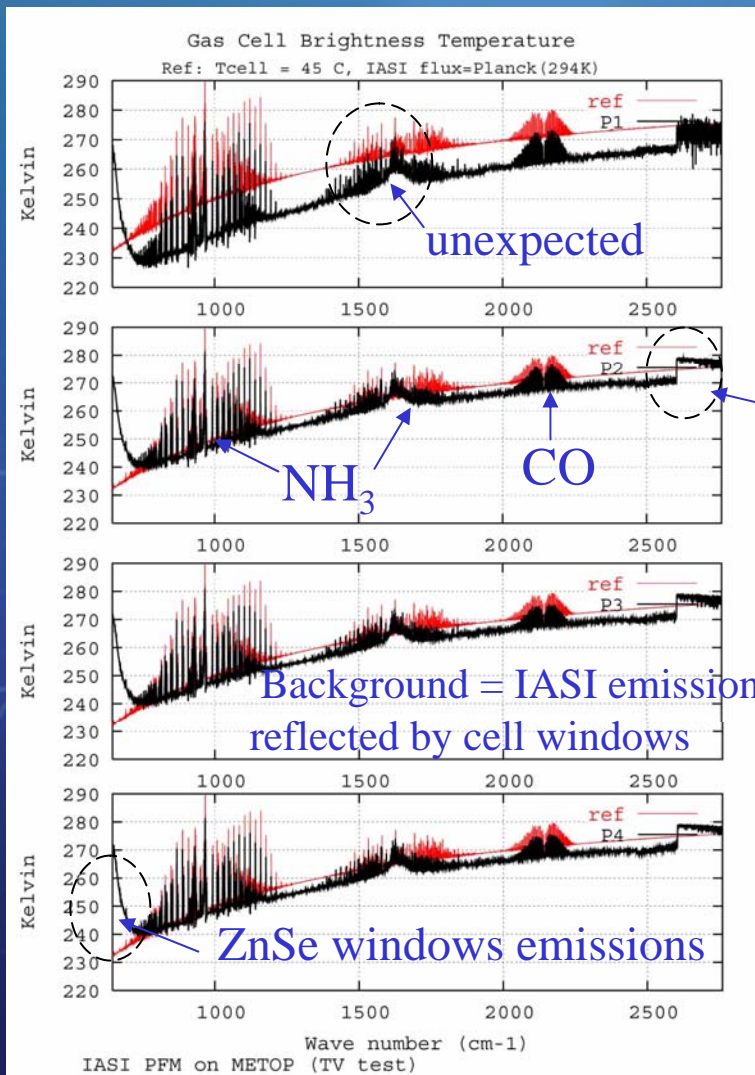 Gas Cell Brightness Temperature
Ref: Tcell = 45 C, IASI flux=Planck(294K)
290
280
270
260
250
240
230
220
Kelvin
ref
P1
unexpected
1000 1500 2000 2500
290
280
270
260
250
240
230
220
Kelvin
ref
P2
NH3
CO
1000 1500 2000 2500
290
280
270
260
250
240
230
220
Kelvin
ref
P3
Background = IASI emission
reflected by cell windows
1000 1500 2000 2500
290
280
270
260
250
240
230
220
Kelvin
ref
P4
ZnSe windows emissions
1000 1500 2000 2500
Wave number (cm-1)
IASI PFM on METOP (TV test)